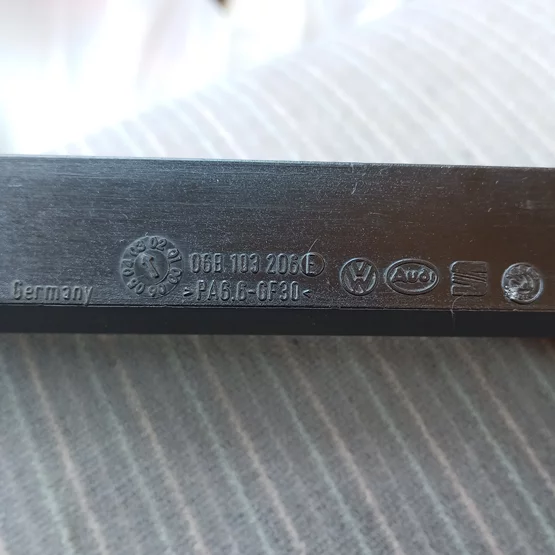 06B 103 206 E
>PA6.6-GF30<
Germany
Audi